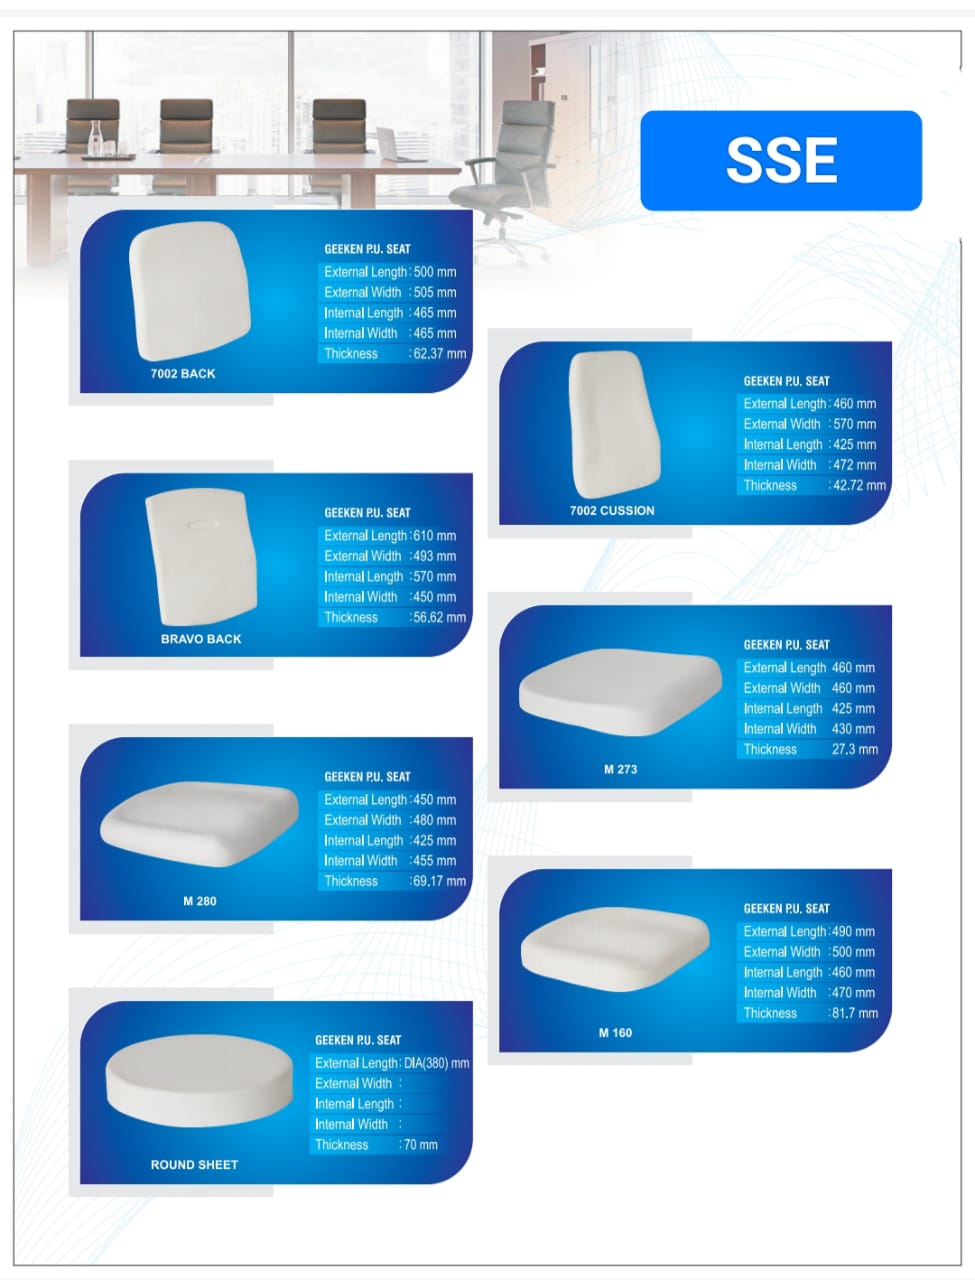 SSE
GEEKEN P.U. SEAT
External Length : 500 mm
External Width : 505 mm
Internal Length : 465 mm
Internal Width : 465 mm
Thickness : 62.37 mm
7002 BACK
GEEKEN P.U. SEAT
External Length : 460 mm
External Width : 570 mm
Internal Length : 425 mm
Internal Width : 472 mm
Thickness : 42.72 mm
7002 CUSSION
GEEKEN P.U. SEAT
External Length : 610 mm
External Width : 493 mm
Internal Length : 570 mm
Internal Width : 450 mm
Thickness : 56.62 mm
BRAVO BACK
GEEKEN P.U. SEAT
External Length 460 mm
External Width 460 mm
Internal Length 425 mm
Internal Width 430 mm
Thickness 27.3 mm
M 273
GEEKEN P.U. SEAT
External Length : 450 mm
External Width : 480 mm
Internal Length : 425 mm
Internal Width : 455 mm
Thickness : 69.17 mm
M 280
GEEKEN P.U. SEAT
External Length : 490 mm
External Width : 500 mm
Internal Length : 460 mm
Internal Width : 470 mm
Thickness : 81.7 mm
M 160
GEEKEN P.U. SEAT
External Length : DIA(380) mm
External Width :
Internal Length :
Internal Width :
Thickness : 70 mm
ROUND SHEET